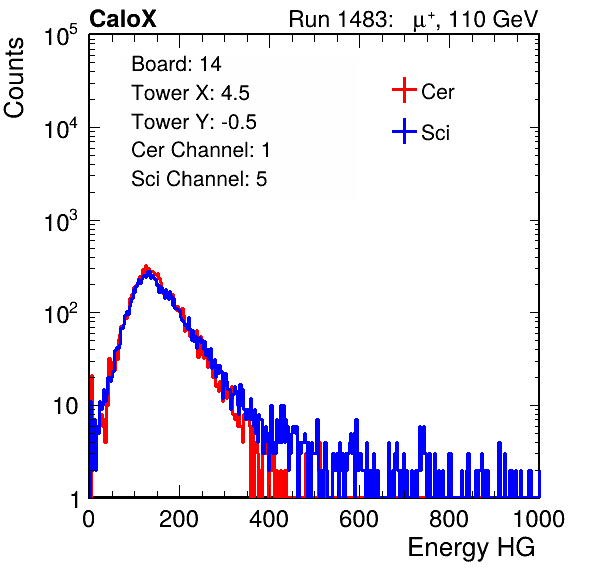 CaloX Run 1483: μ⁺, 110 GeV
Counts
10⁵
10⁴
10³
10²
10
1
Board: 14
Tower X: 4.5
Tower Y: -0.5
Cer Channel: 1
Sci Channel: 5
Cer
Sci
0 200 400 600 800 1000
Energy HG